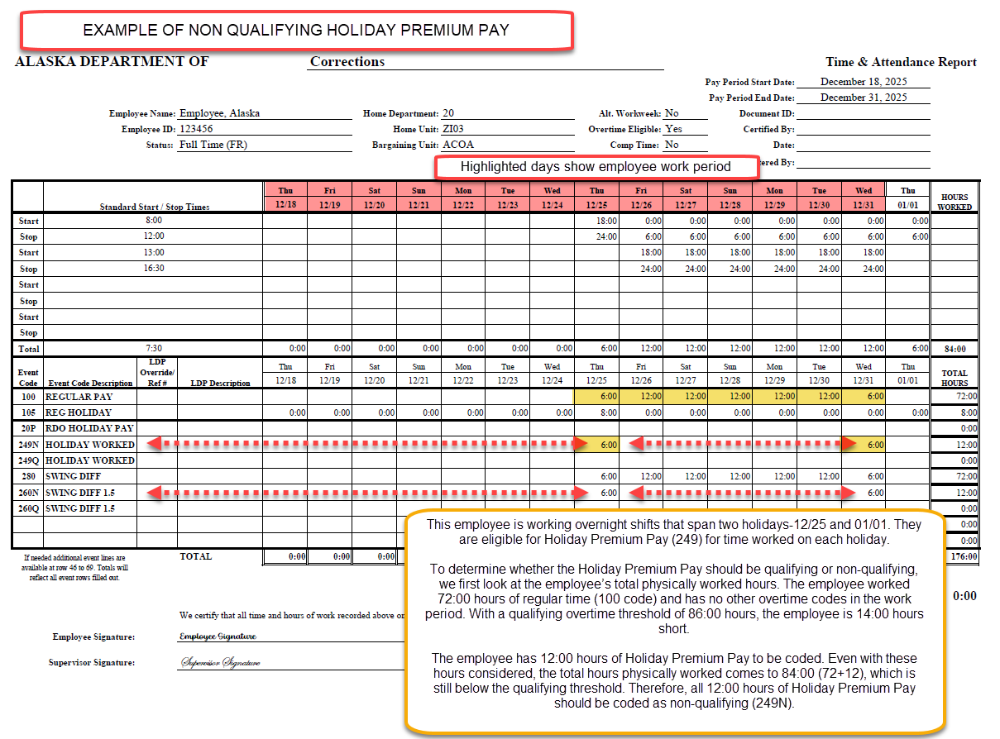 EXAMPLE OF NON QUALIFYING HOLIDAY PREMIUM PAY
ALASKA DEPARTMENT OF Corrections Time & Attendance Report
Pay Period Start Date: December 18, 2025
Pay Period End Date: December 31, 2025
Employee Name: Employee, Alaska Home Department: 20 Alt. Workweek: No Document ID:
Employee ID: 123456 Home Unit: ZI03 Overtime Eligible: Yes Certified By:
Status: Full Time (FR) Bargaining Unit: ACOA Comp Time: No Date:
Highlighted days show employee work period ered By:
Thu Fri Sat Sun Mon Tue Wed Thu Fri Sat Sun Mon Tue Wed Thu
Standard Start / Stop Times 12/18 12/19 12/20 12/21 12/22 12/23 12/24 12/25 12/26 12/27 12/28 12/29 12/30 12/31 01/01 HOURS WORKED
Start 8:00 18:00 0:00 0:00 0:00 0:00 0:00 0:00 0:00
Stop 12:00 24:00 6:00 6:00 6:00 6:00 6:00 6:00 6:00
Start 13:00 18:00 18:00 18:00 18:00 18:00 18:00
Stop 16:30 24:00 24:00 24:00 24:00 24:00 24:00
Start
Stop
Start
Stop
Total 7:30 0:00 0:00 0:00 0:00 0:00 0:00 0:00 6:00 12:00 12:00 12:00 12:00 12:00 12:00 6:00 84:00
Thu Fri Sat Sun Mon Tue Wed Thu Fri Sat Sun Mon Tue Wed Thu
Event Code Event Code Description LDP Override/ Ref # LDP Description 12/18 12/19 12/20 12/21 12/22 12/23 12/24 12/25 12/26 12/27 12/28 12/29 12/30 12/31 01/01 TOTAL HOURS
100 REGULAR PAY 6:00 12:00 12:00 12:00 12:00 12:00 6:00 72:00
105 REG HOLIDAY 0:00 0:00 0:00 0:00 0:00 0:00 0:00 8:00 0:00 0:00 0:00 0:00 0:00 0:00 0:00 8:00
20P RDO HOLIDAY PAY 0:00
249N HOLIDAY WORKED 6:00 6:00 12:00
249Q HOLIDAY WORKED 0:00
280 SWING DIFF 6:00 12:00 12:00 12:00 12:00 12:00 6:00 72:00
260N SWING DIFF 1.5 6:00 6:00 12:00
260Q SWING DIFF 1.5 0:00
0:00
0:00
If needed additional event lines are
available at row 46 to 69. Totals will
reflect all event rows filled out.
TOTAL 0:00 0:00 0:00 176:00
0:00
We certify that all time and hours of work recorded above on
Employee Signature: Employee Signature
Supervisor Signature: Supervisor Signature
This employee is working overnight shifts that span two holidays-12/25 and 01/01. They
are eligible for Holiday Premium Pay (249) for time worked on each holiday.
To determine whether the Holiday Premium Pay should be qualifying or non-qualifying,
we first look at the employee's total physically worked hours. The employee worked
72:00 hours of regular time (100 code) and has no other overtime codes in the work
period. With a qualifying overtime threshold of 86:00 hours, the employee is 14:00 hours
short.
The employee has 12:00 hours of Holiday Premium Pay to be coded. Even with these
hours considered, the total hours physically worked comes to 84:00 (72+12), which is
still below the qualifying threshold. Therefore, all 12:00 hours of Holiday Premium Pay
should be coded as non-qualifying (249N).